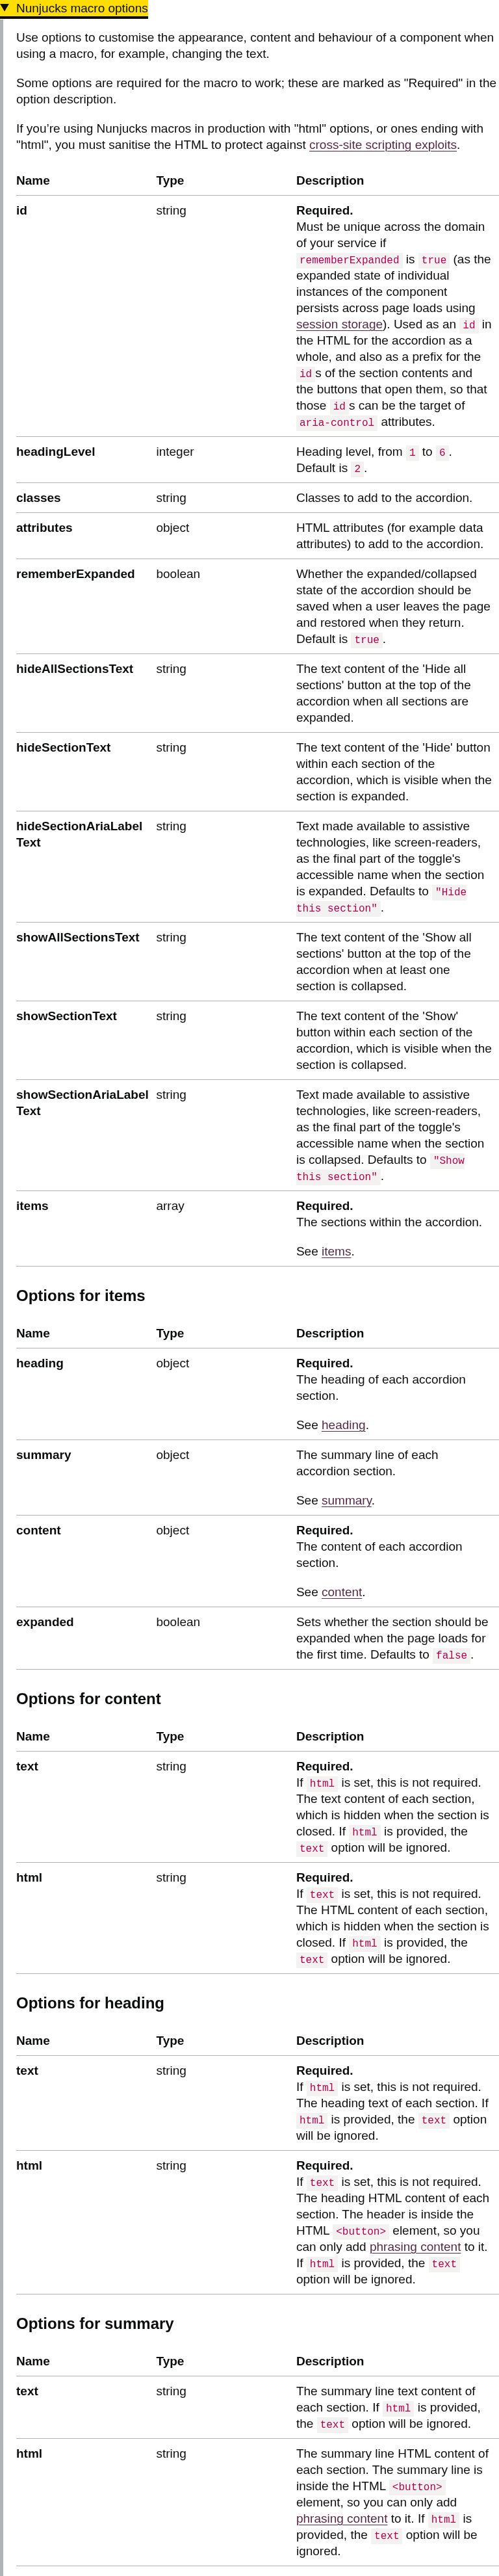 ▼ Nunjucks macro options
Use options to customise the appearance, content and behaviour of a component when
using a macro, for example, changing the text.
Some options are required for the macro to work; these are marked as "Required" in the
option description.
If you're using Nunjucks macros in production with "html" options, or ones ending with
"html", you must sanitise the HTML to protect against cross-site scripting exploits.
Name Type Description
id string Required.
Must be unique across the domain
of your service if
rememberExpanded is true (as the
expanded state of individual
instances of the component
persists across page loads using
session storage). Used as an id in
the HTML for the accordion as a
whole, and also as a prefix for the
ids of the section contents and
the buttons that open them, so that
those ids can be the target of
aria-control attributes.
headingLevel integer Heading level, from 1 to 6.
Default is 2.
classes string Classes to add to the accordion.
attributes object HTML attributes (for example data
attributes) to add to the accordion.
rememberExpanded boolean Whether the expanded/collapsed
state of the accordion should be
saved when a user leaves the page
and restored when they return.
Default is true.
hideAllSectionsText string The text content of the 'Hide all
sections' button at the top of the
accordion when all sections are
expanded.
hideSectionText string The text content of the 'Hide' button
within each section of the
accordion, which is visible when the
section is expanded.
hideSectionAriaLabel string Text made available to assistive
Text technologies, like screen-readers,
as the final part of the toggle's
accessible name when the section
is expanded. Defaults to "Hide
this section".
showAllSectionsText string The text content of the 'Show all
sections' button at the top of the
accordion when at least one
section is collapsed.
showSectionText string The text content of the 'Show'
button within each section of the
accordion, which is visible when the
section is collapsed.
showSectionAriaLabel string Text made available to assistive
Text technologies, like screen-readers,
as the final part of the toggle's
accessible name when the section
is collapsed. Defaults to "Show
this section".
items array Required.
The sections within the accordion.
See items.
Options for items
Name Type Description
heading object Required.
The heading of each accordion
section.
See heading.
summary object The summary line of each
accordion section.
See summary.
content object Required.
The content of each accordion
section.
See content.
expanded boolean Sets whether the section should be
expanded when the page loads for
the first time. Defaults to false.
Options for content
Name Type Description
text string Required.
If html is set, this is not required.
The text content of each section,
which is hidden when the section is
closed. If html is provided, the
text option will be ignored.
html string Required.
If text is set, this is not required.
The HTML content of each section,
which is hidden when the section is
closed. If html is provided, the
text option will be ignored.
Options for heading
Name Type Description
text string Required.
If html is set, this is not required.
The heading text of each section. If
html is provided, the text option
will be ignored.
html string Required.
If text is set, this is not required.
The heading HTML content of each
section. The header is inside the
HTML <button> element, so you
can only add phrasing content to it.
If html is provided, the text
option will be ignored.
Options for summary
Name Type Description
text string The summary line text content of
each section. If html is provided,
the text option will be ignored.
html string The summary line HTML content of
each section. The summary line is
inside the HTML <button>
element, so you can only add
phrasing content to it. If html is
provided, the text option will be
ignored.